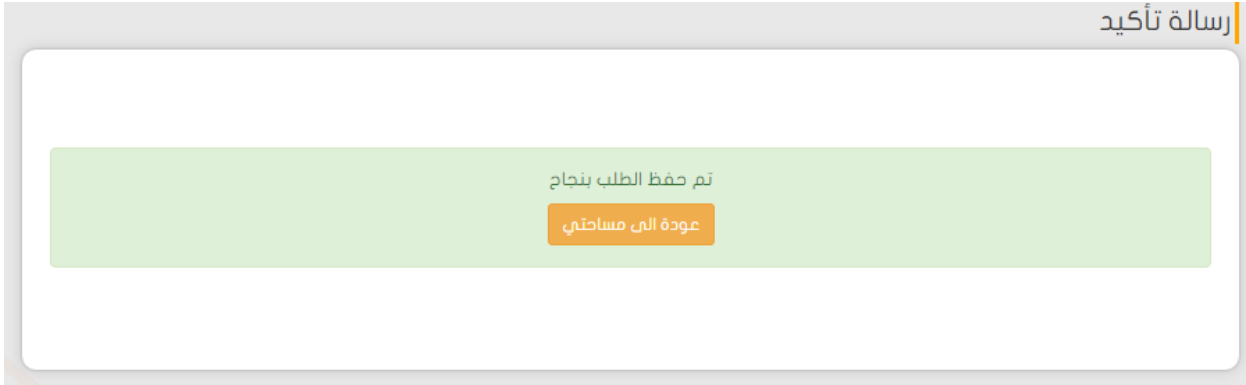 رسالة تأكيد
تم حفظ الطلب بنجاح
عودة الى مساحتي